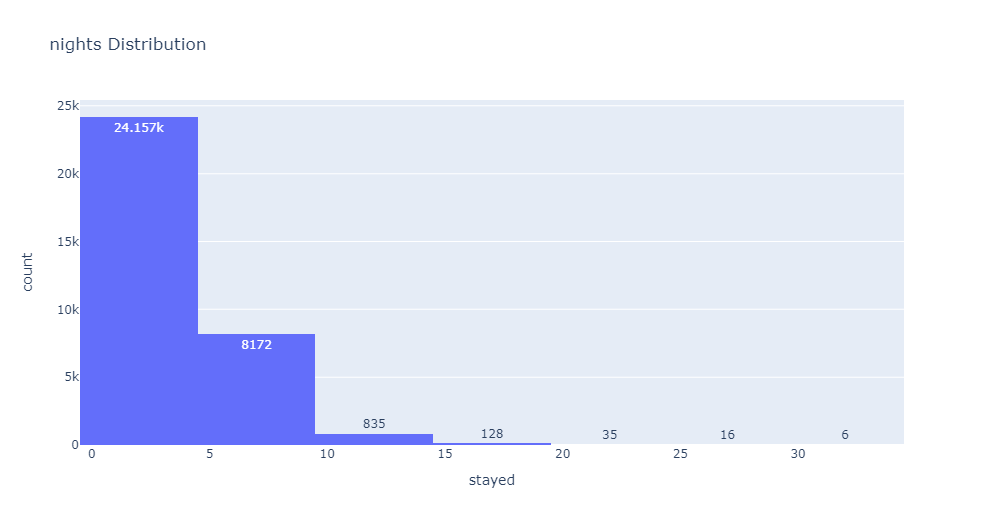 nights Distribution
25k
24.157k
20k
15k
count
10k
8172
5k
835
128
35
16
6
0
0 5 10 15 20 25 30
stayed